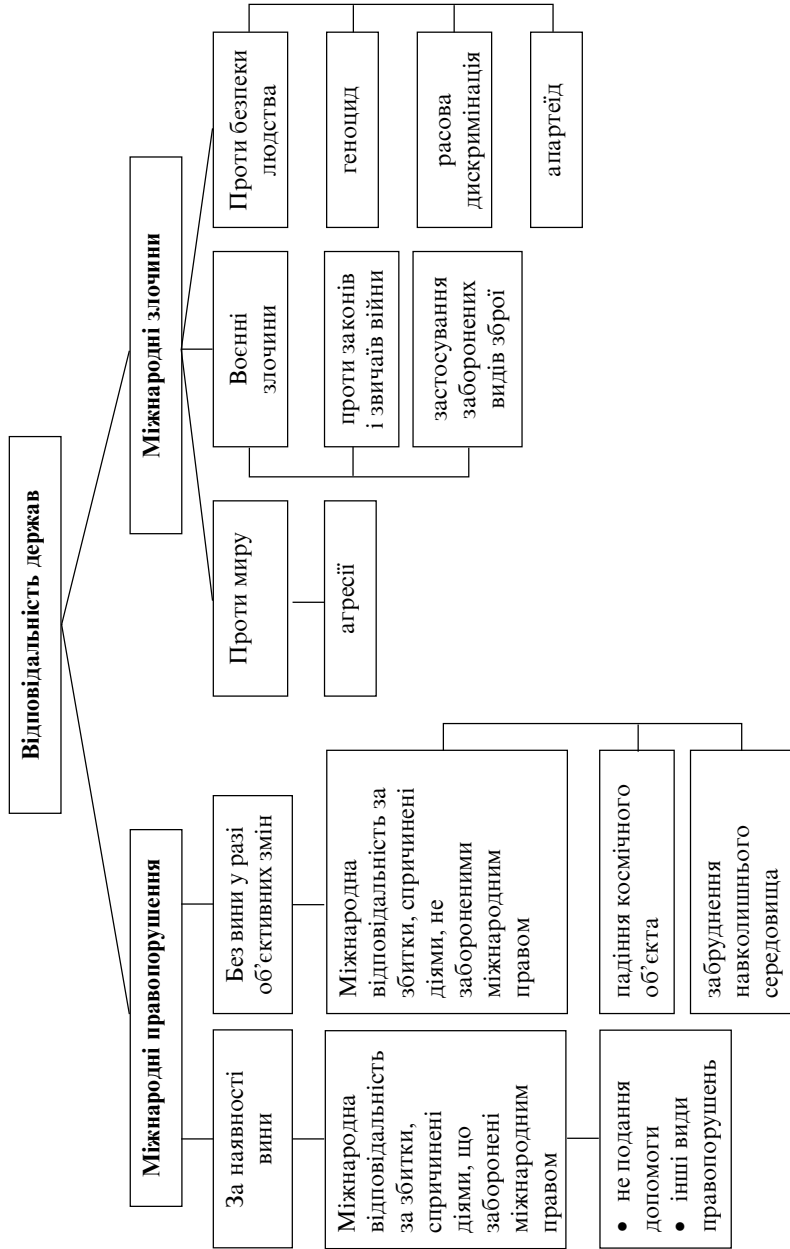 Відповідальність держав
Міжнародні правопорушення
Міжнародні злочини
За наявності
вини
Без вини у разі
об’єктивних змін
Проти миру
Воєнні
злочини
Проти безпеки
людства
Міжнародна
відповідальність
за збитки,
спричинені
діями, що
заборонені
міжнародним
правом
Міжнародна
відповідальність за
збитки, спричинені
діями, не
забороненими
міжнародним
правом
агресії
проти законів
і звичаїв війни
геноцид
застосування
заборонених
видів зброї
расова
дискримінація
• не подання
допомоги
• інші види
правопорушень
падіння космічного
об’єкта
апартеїд
забруднення
навколишнього
середовища